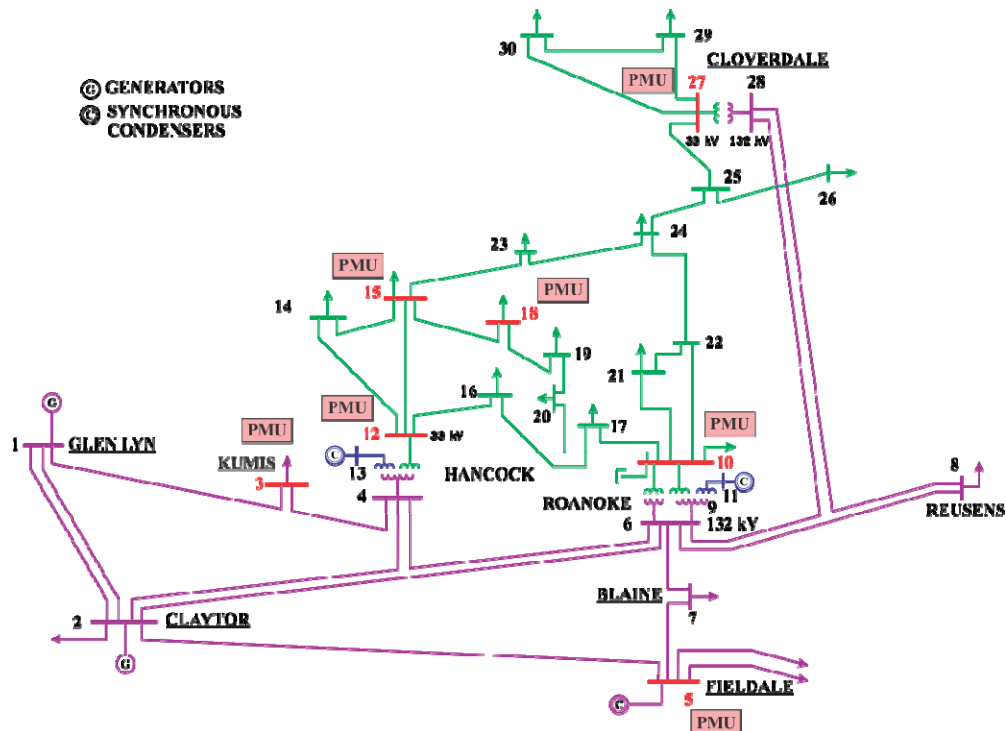 30
29
CLOVERDALE
PMU
27
28
G GENERATORS
C SYNCHRONOUS
CONDENSERS
33 kV
132 kV
25
26
24
23
PMU
15
PMU
14
18
22
19
21
16
20
17
PMU
12
33 kV
PMU
10
G
PMU
1
GLEN LYN
KUMIS
3
C
13
HANCOCK
4
ROANOKE
11
C
9
8
REUSENS
6
132 kV
BLAINE
7
2
CLAYTOR
G
FIELDALE
5
C
PMU